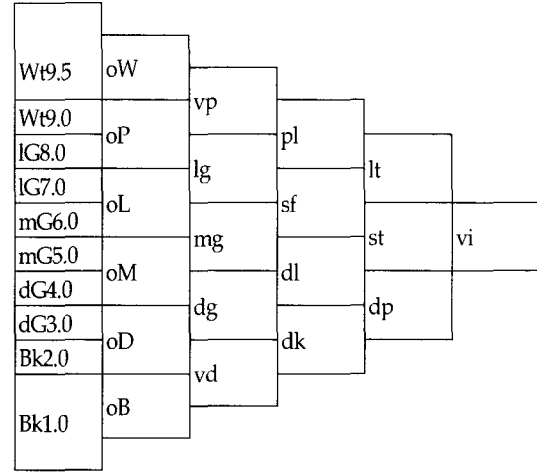 Wt9.5
Wt9.0
lG8.0
lG7.0
mG6.0
mG5.0
dG4.0
dG3.0
Bk2.0
Bk1.0
oW
oP
oL
oM
oD
oB
vp
lg
mg
dg
vd
pl
sf
dl
dk
lt
st
dp
vi